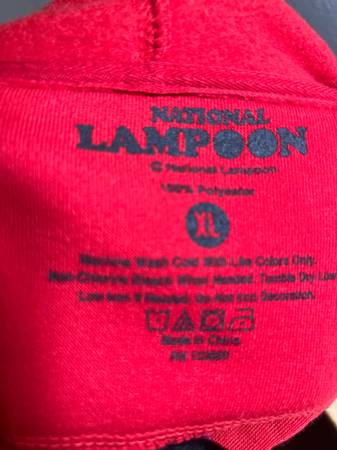 NATIONAL
LAMPOON
© National Lampoon
100% Polyester
XL
Machine Wash Cold With Like Colors Only.
Non-Chlorine Bleach When Needed. Tumble Dry Low
Low Iron If Needed. Do Not Iron Decoration.
Made in China